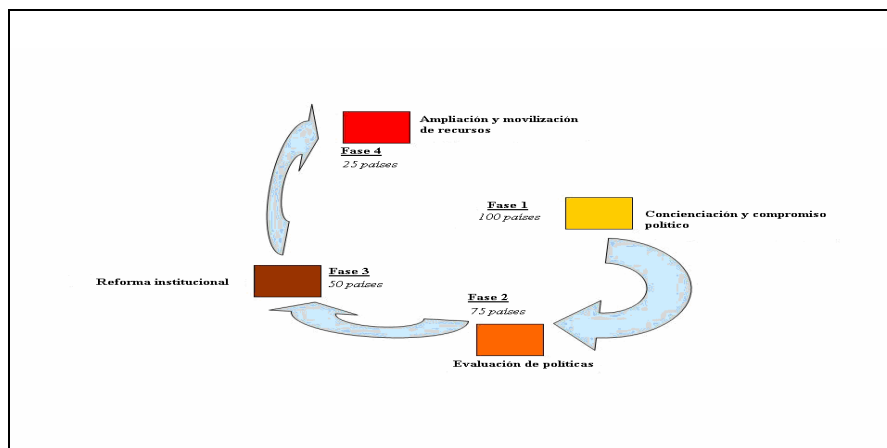 Fase 1
100 países
Concienciación y compromiso
político
Fase 2
75 países
Evaluación de políticas
Fase 3
50 países
Reforma institucional
Fase 4
25 países
Ampliación y movilización
de recursos